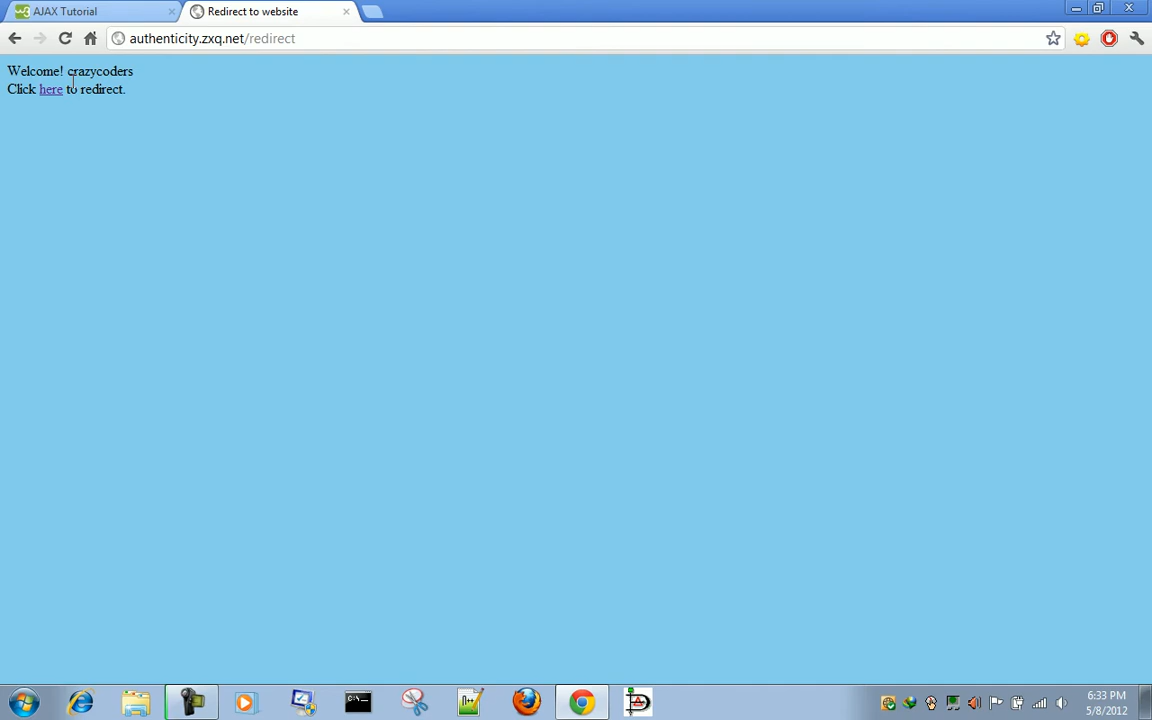 AJAX Tutorial
Redirect to website
authenticity.zxq.net/redirect
Welcome! crazycoders
Click here to redirect.
6:33 PM
5/8/2012